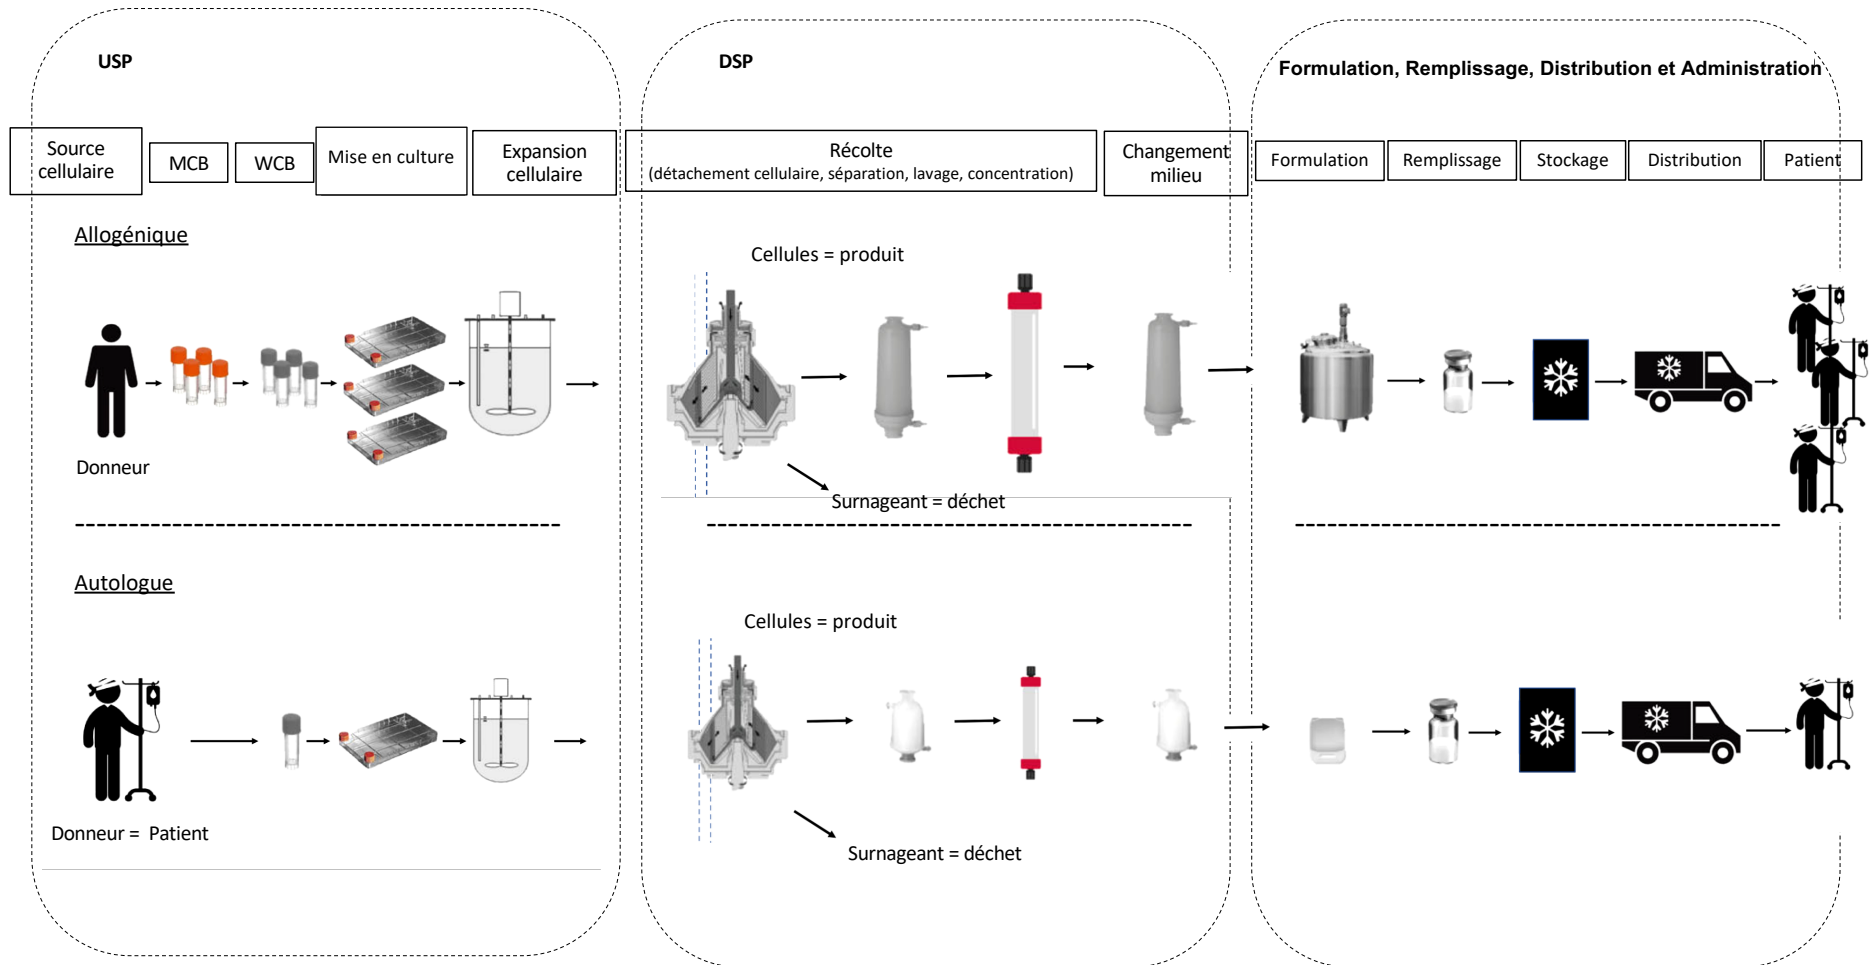 USP
DSP
Formulation, Remplissage, Distribution et Administration
Source
cellulaire
MCB
WCB
Mise en culture
Expansion
cellulaire
Récolte
(détachement cellulaire, séparation, lavage, concentration)
Changement
milieu
Formulation
Remplissage
Stockage
Distribution
Patient
Allogénique
Cellules = produit
Donneur
Surnageant = déchet
Autologue
Cellules = produit
Donneur = Patient
Surnageant = déchet